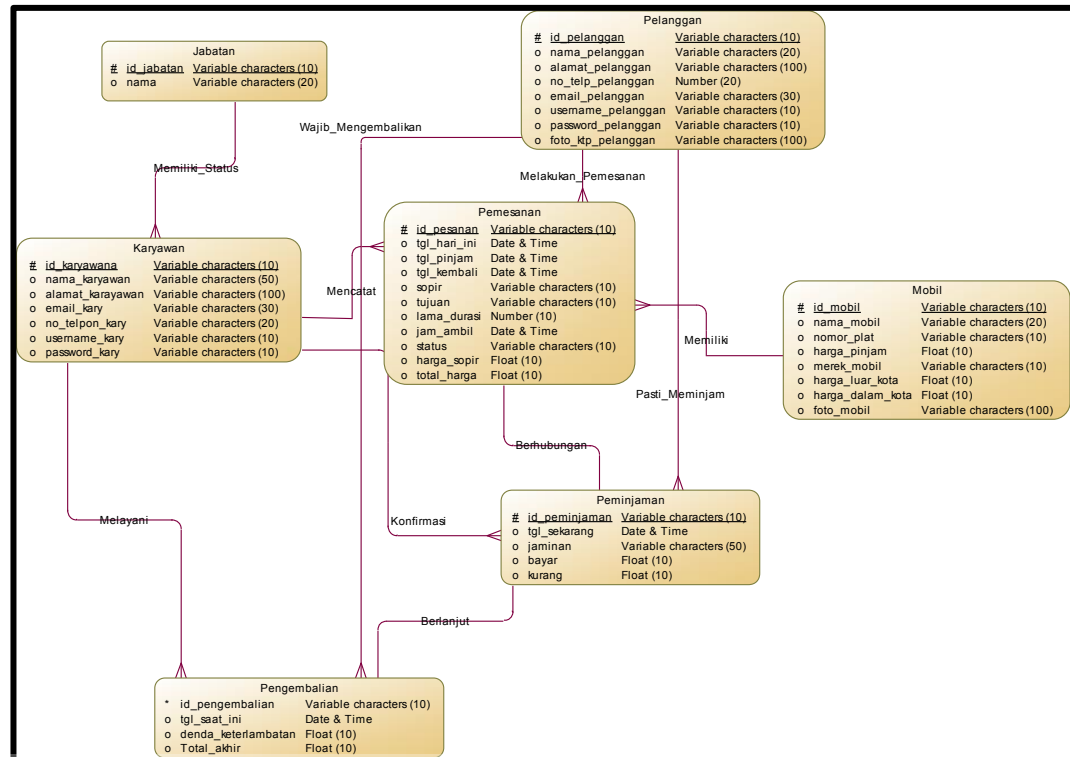 Jabatan
# id_jabatan Variable characters (10)
o nama Variable characters (20)
Pelanggan
# id_pelanggan Variable characters (10)
o nama_pelanggan Variable characters (20)
o alamat_pelanggan Variable characters (100)
o no_telp_pelanggan Number (20)
o email_pelanggan Variable characters (30)
o username_pelanggan Variable characters (10)
o password_pelanggan Variable characters (10)
o foto_ktp_pelanggan Variable characters (100)
Wajib_Mengembalikan
Memiliki_Status
Melakukan_Pemesanan
Pemesanan
# id_pesanan Variable characters (10)
o tgl_hari_ini Date & Time
o tgl_pinjam Date & Time
o tgl_kembali Date & Time
o sopir Variable characters (10)
o tujuan Variable characters (10)
o lama_durasi Number (10)
o jam_ambil Date & Time
o status Variable characters (10)
o harga_sopir Float (10)
o total_harga Float (10)
Karyawan
# id_karyawana Variable characters (10)
o nama_karyawan Variable characters (50)
o alamat_karayawan Variable characters (100)
o email_kary Variable characters (30)
o no_telpon_kary Variable characters (20)
o username_kary Variable characters (10)
o password_kary Variable characters (10)
Mencatat
Mobil
# id_mobil Variable characters (10)
o nama_mobil Variable characters (20)
o nomor_plat Variable characters (10)
o harga_pinjam Float (10)
o merek_mobil Variable characters (10)
o harga_luar_kota Float (10)
o harga_dalam_kota Float (10)
o foto_mobil Variable characters (100)
Memiliki
Pasti_Meminjam
Berhubungan
Peminjaman
# id_peminjaman Variable characters (10)
o tgl_sekarang Date & Time
o jaminan Variable characters (50)
o bayar Float (10)
o kurang Float (10)
Melayani
Konfirmasi
Berlanjut
Pengembalian
* id_pengembalian Variable characters (10)
o tgl_saat_ini Date & Time
o denda_keterlambatan Float (10)
o Total_akhir Float (10)